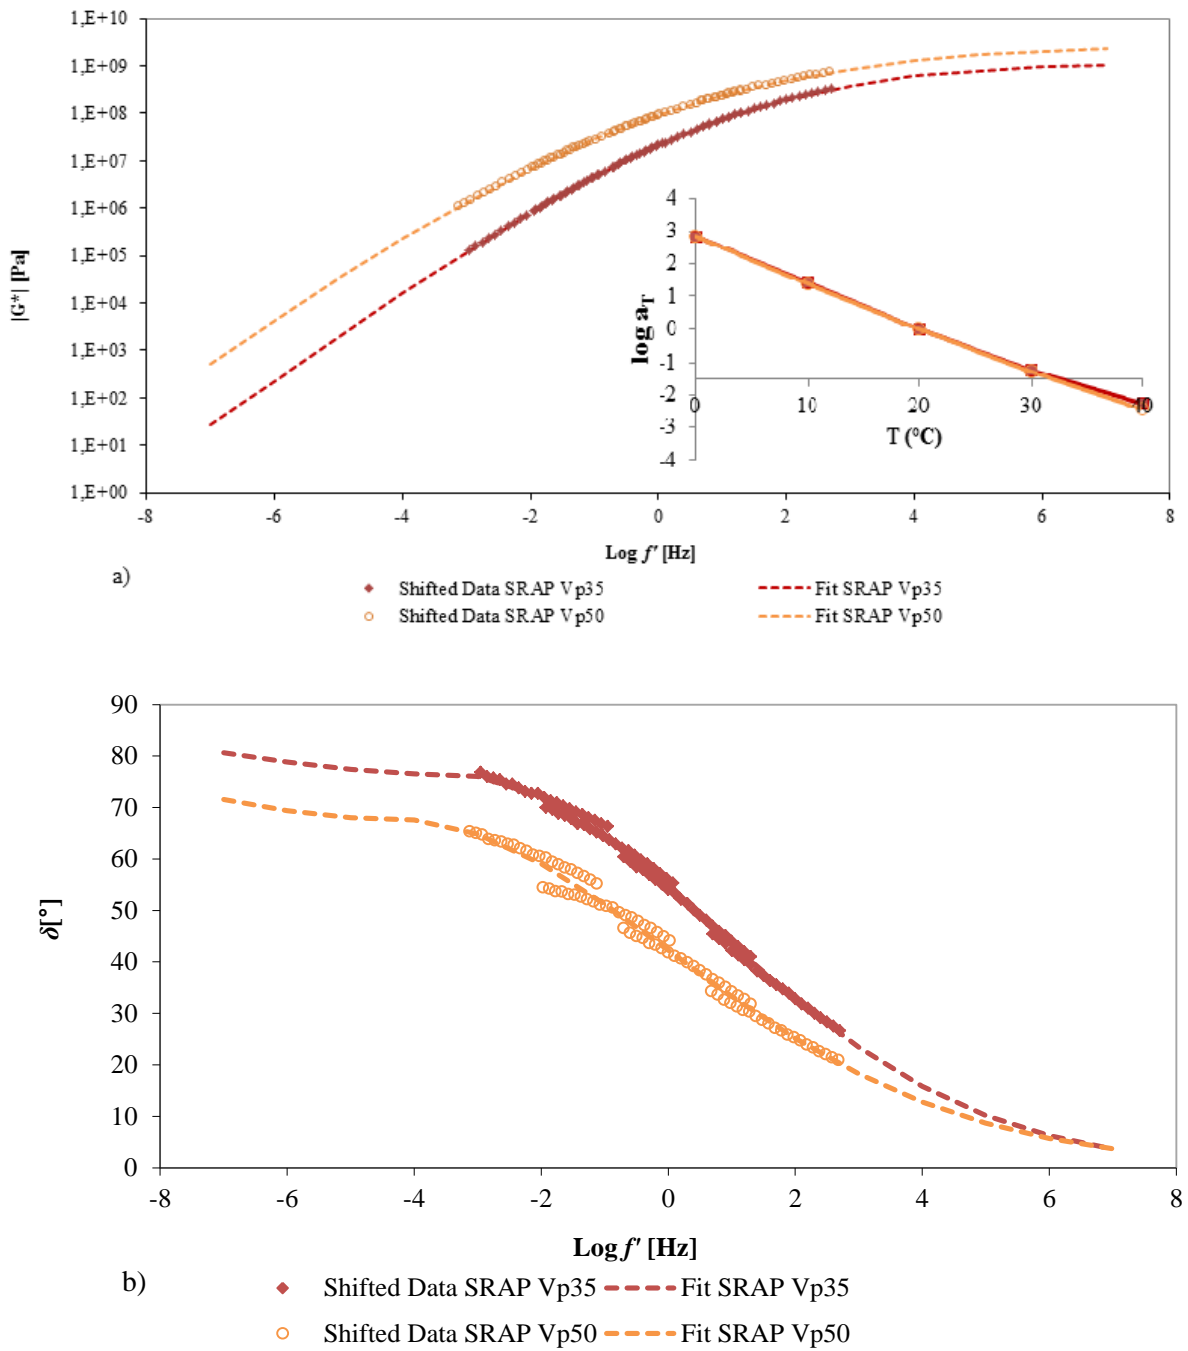 1,E+10
1,E+09
1,E+08
1,E+07
1,E+06
1,E+05
1,E+04
1,E+03
1,E+02
1,E+01
1,E+00
|G*| [Pa]
-8 -6 -4 -2 0 2 4 6 8
Log f' [Hz]
4
3
2
1
0
-1
-2
-3
-4
log aT
0 10 20 30 40
T (°C)
a)
Shifted Data SRAP Vp35 Fit SRAP Vp35
Shifted Data SRAP Vp50 Fit SRAP Vp50
90
80
70
60
50
40
30
20
10
0
δ[°]
-8 -6 -4 -2 0 2 4 6 8
Log f' [Hz]
b)
Shifted Data SRAP Vp35 Fit SRAP Vp35
Shifted Data SRAP Vp50 Fit SRAP Vp50